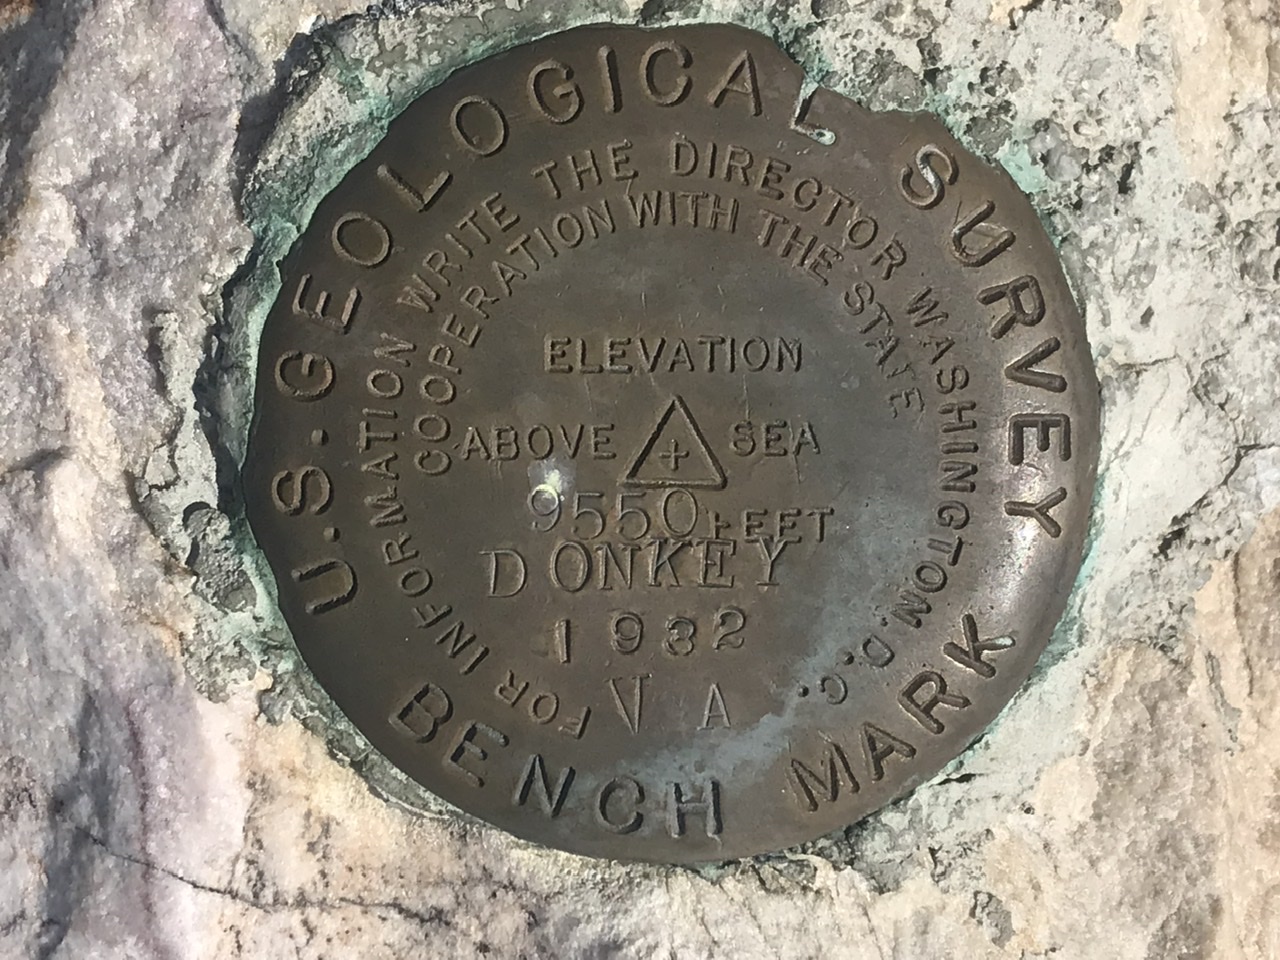 U.S. GEOLOGICAL SURVEY
FOR INFORMATION WRITE THE DIRECTOR WASHINGTON. D. C.
COOPERATION WITH THE STATE
ELEVATION
ABOVE SEA
9550 FEET
DONKEY
1932
VA
BENCH MARK